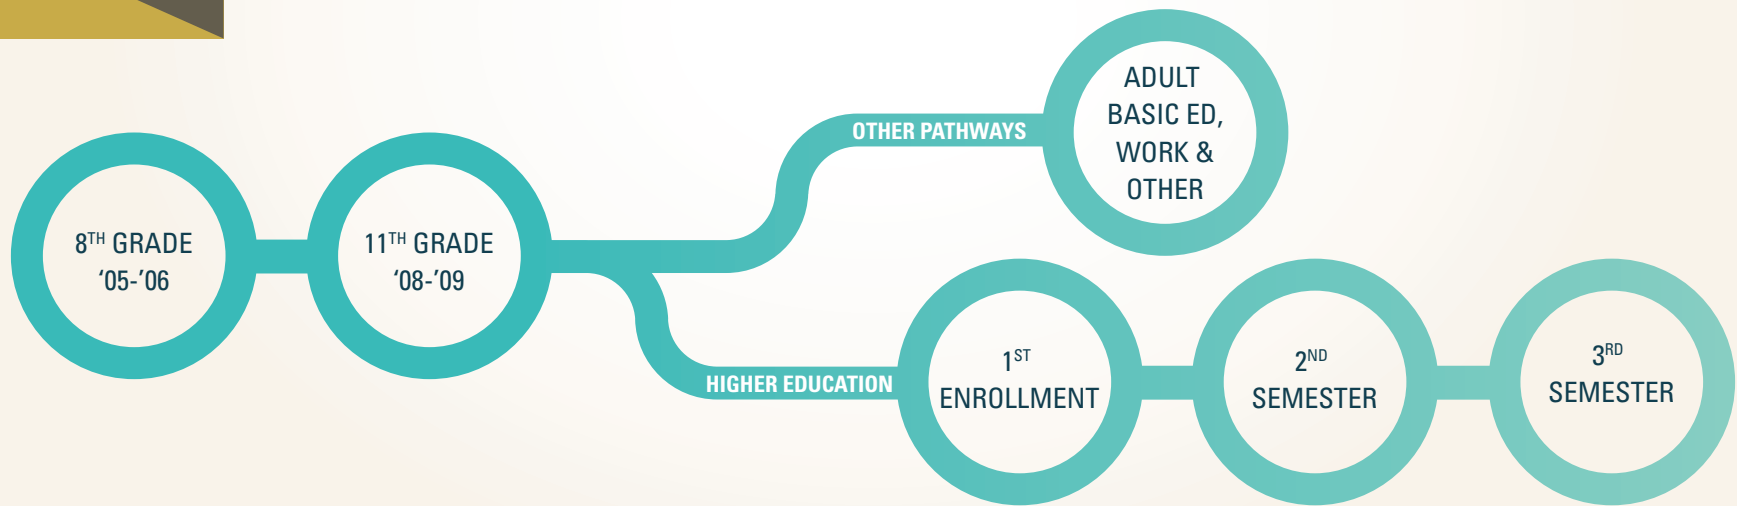 8TH GRADE
‘05-’06
11TH GRADE
‘08-’09
OTHER PATHWAYS
ADULT
BASIC ED,
WORK &
OTHER
HIGHER EDUCATION
1ST
ENROLLMENT
2ND
SEMESTER
3RD
SEMESTER